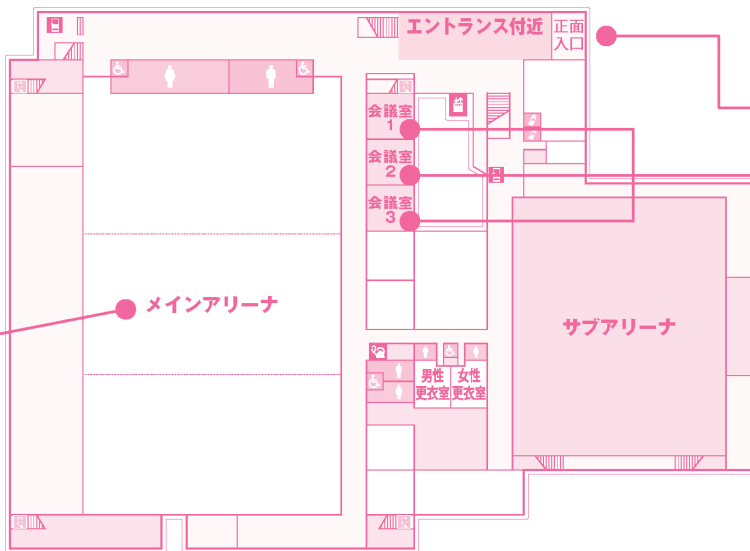 エントランス付近
正面
入口
会議室
1
会議室
2
会議室
3
メインアリーナ
サブアリーナ
男性
更衣室
女性
更衣室